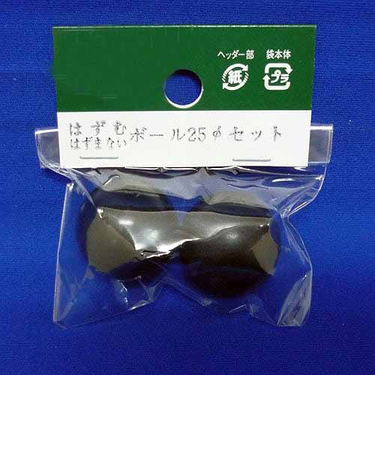 ヘッダー部 袋本体
紙 プラ
はずむ
はずまない ボール25φセット